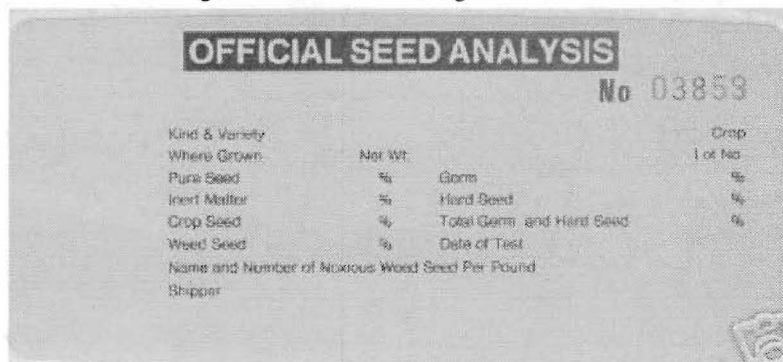 OFFICIAL SEED ANALYSIS
No 03853
Kind & Variety Crop
Where Grown Net Wt. Lot No
Pure Seed % Germ %
Inert Matter % Hard Seed %
Crop Seed % Total Germ and Hard Seed %
Weed Seed % Date of Test
Name and Number of Noxious Weed Seed Per Pound
Shipper